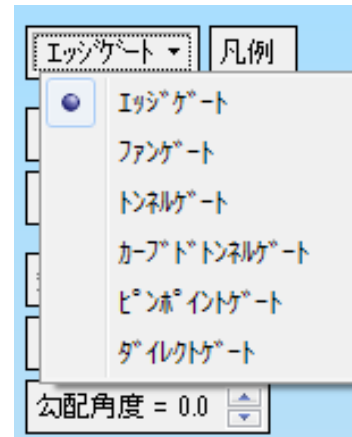 ｴｯｼﾞｹﾞｰﾄ 凡例
ｴｯｼﾞｹﾞｰﾄ
ﾌｧﾝｹﾞｰﾄ
ﾄﾝﾈﾙｹﾞｰﾄ
ｶｰﾌﾞﾄﾞﾄﾝﾈﾙｹﾞｰﾄ
ﾋﾟﾝﾎﾟｲﾝﾄｹﾞｰﾄ
ﾀﾞｲﾚｸﾄｹﾞｰﾄ
勾配角度 = 0.0